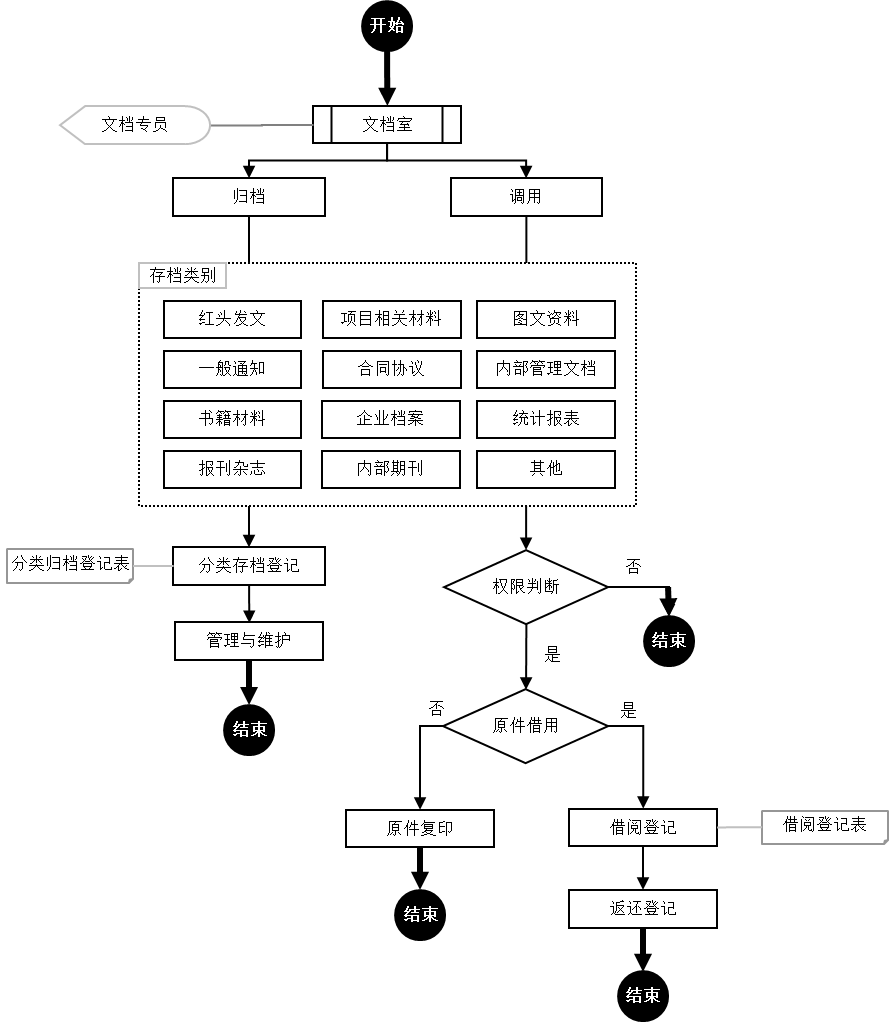 开始
文档专员
文档室
归档
调用
存档类别
红头发文
项目相关材料
图文资料
一般通知
合同协议
内部管理文档
书籍材料
企业档案
统计报表
报刊杂志
内部期刊
其他
分类归档登记表
分类存档登记
权限判断
否
结束
管理与维护
是
结束
否
原件借用
是
原件复印
借阅登记
借阅登记表
结束
返还登记
结束